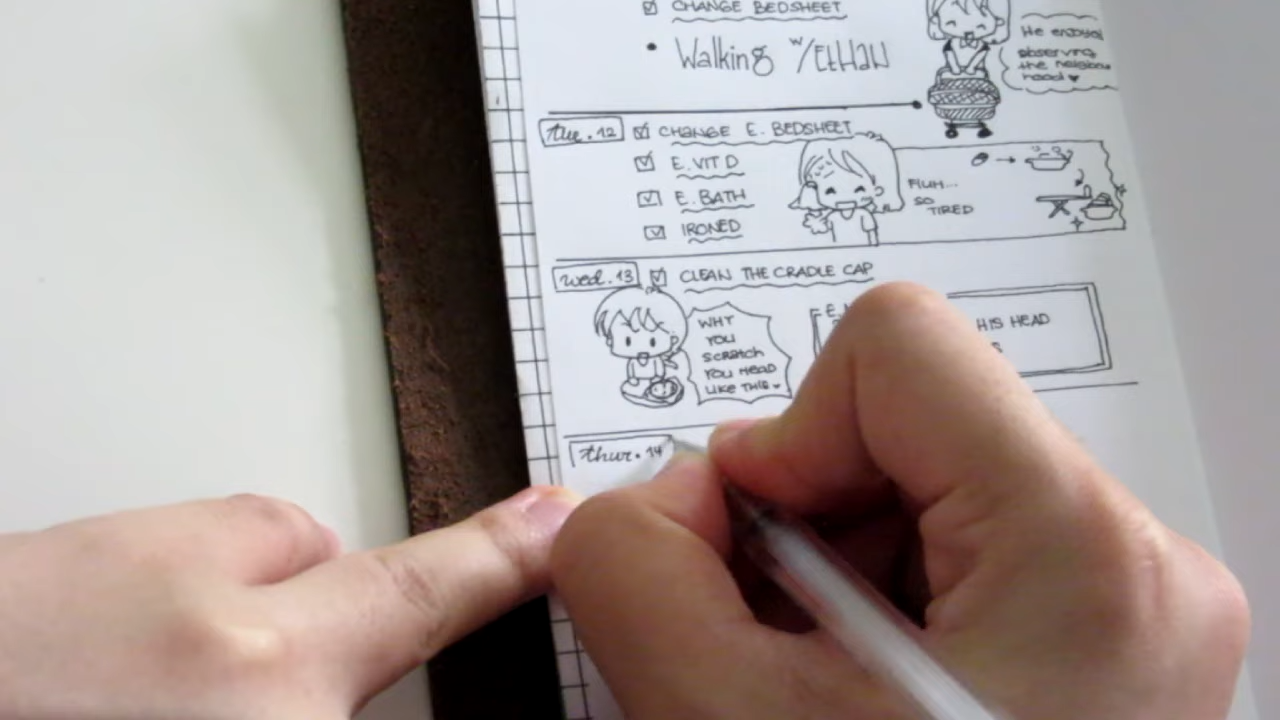 CHANGE BEDSHEET
Walking w/EtHaN
He enjoyed
observing
the neighbour
hood
tue.12 CHANGE E. BEDSHEET
E. VIT D
E. BATH
IRONED
FIUH...
SO
TIRED
wed.13 CLEAN THE CRADLE CAP
WHY
YOU
scratch
YOU HEAD
LIKE THIS
HIS HEAD
thur.14